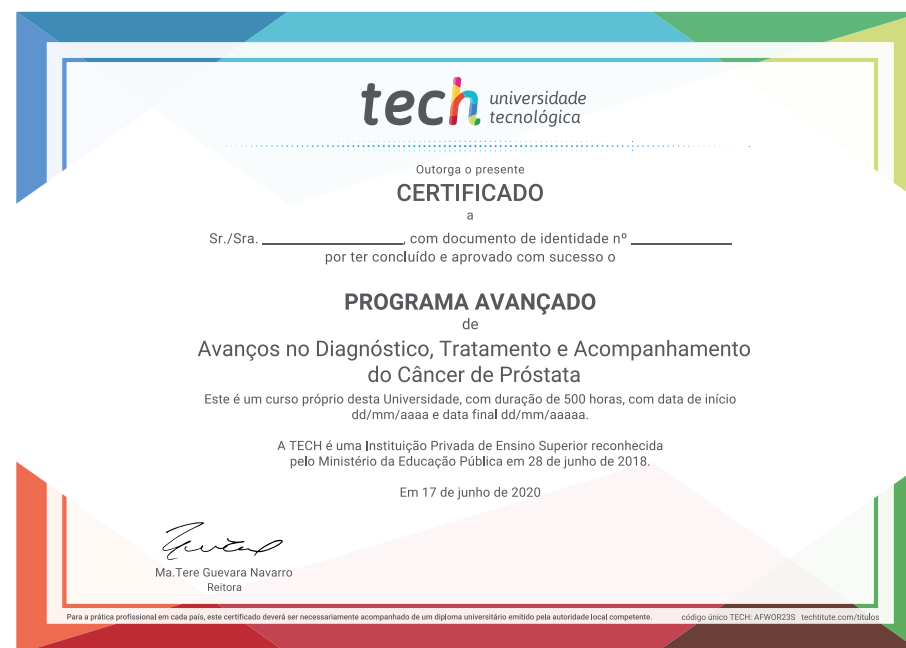 tech universidade
tecnológica
Outorga o presente
CERTIFICADO
a
Sr./Sra. ____________, com documento de identidade nº ____________
por ter concluído e aprovado com sucesso o
PROGRAMA AVANÇADO
de
Avanços no Diagnóstico, Tratamento e Acompanhamento
do Câncer de Próstata
Este é um curso próprio desta Universidade, com duração de 500 horas, com data de início
dd/mm/aaaa e data final dd/mm/aaaaa.
A TECH é uma Instituição Privada de Ensino Superior reconhecida
pelo Ministério da Educação Pública em 28 de junho de 2018.
Em 17 de junho de 2020
Ma.Tere Guevara Navarro
Reitora
Para a prática profissional em cada país, este certificado deverá ser necessariamente acompanhado de um diploma universitário emitido pela autoridade local competente. código único TECH: AFWOR23S techtitute.com/titulos